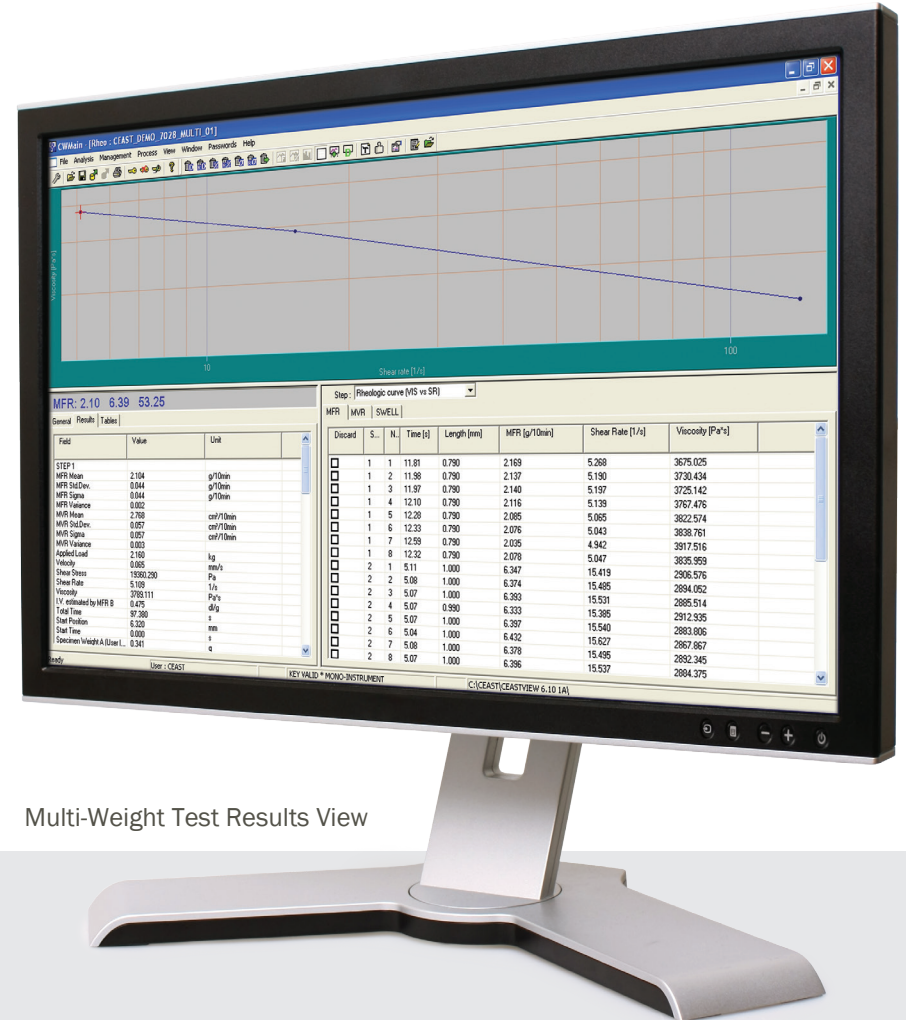 CWMain - [Rheo : CEAST_DEMO_7028_MULTI_01]
File Analysis Management Process View Window Passwords Help
Viscosity [Pa*s]
10
100
Shear rate [1/s]
MFR: 2.10 6.39 53.25
General Results Tables
Field Value Unit
STEP 1
MFR Mean 2.104 g/10min
MFR Std.Dev. 0.044 g/10min
MFR Sigma 0.044 g/10min
MFR Variance 0.002
MVR Mean 2.768 cm³/10min
MVR Std.Dev. 0.057 cm³/10min
MVR Sigma 0.057 cm³/10min
MVR Variance 0.003
Applied Load 2.160 kg
Velocity 0.065 mm/s
Shear Stress 19360.290 Pa
Shear Rate 5.109 1/s
Viscosity 3789.111 Pa*s
I.V. estimated by MFR B 0.475 dl/g
Total Time 97.380 s
Start Position 6.320 mm
Start Time 0.000 s
Specimen Weight A (User I... 0.341 g
Step : Rheologic curve (VIS vs SR)
MFR MVR SWELL
Discard S... N.. Time [s] Length [mm] MFR [g/10min] Shear Rate [1/s] Viscosity [Pa*s]
1 1 11.81 0.790 2.169 5.268 3675.025
1 2 11.98 0.790 2.137 5.190 3730.434
1 3 11.97 0.790 2.140 5.197 3725.142
1 4 12.10 0.790 2.116 5.139 3767.476
1 5 12.28 0.790 2.085 5.065 3822.574
1 6 12.33 0.790 2.076 5.043 3838.761
1 7 12.59 0.790 2.035 4.942 3917.516
1 8 12.32 0.790 2.078 5.047 3835.959
2 1 5.11 1.000 6.347 15.419 2906.576
2 2 5.08 1.000 6.374 15.485 2894.052
2 3 5.07 1.000 6.393 15.531 2885.514
2 4 5.07 0.990 6.333 15.385 2912.935
2 5 5.07 1.000 6.397 15.540 2883.806
2 6 5.04 1.000 6.432 15.627 2867.867
2 7 5.08 1.000 6.378 15.495 2892.345
2 8 5.07 1.000 6.396 15.537 2884.375
eady User : CEAST KEY VALID * MONO-INSTRUMENT C:\CEAST\CEASTVIEW 6.10 1A\
Multi-Weight Test Results View